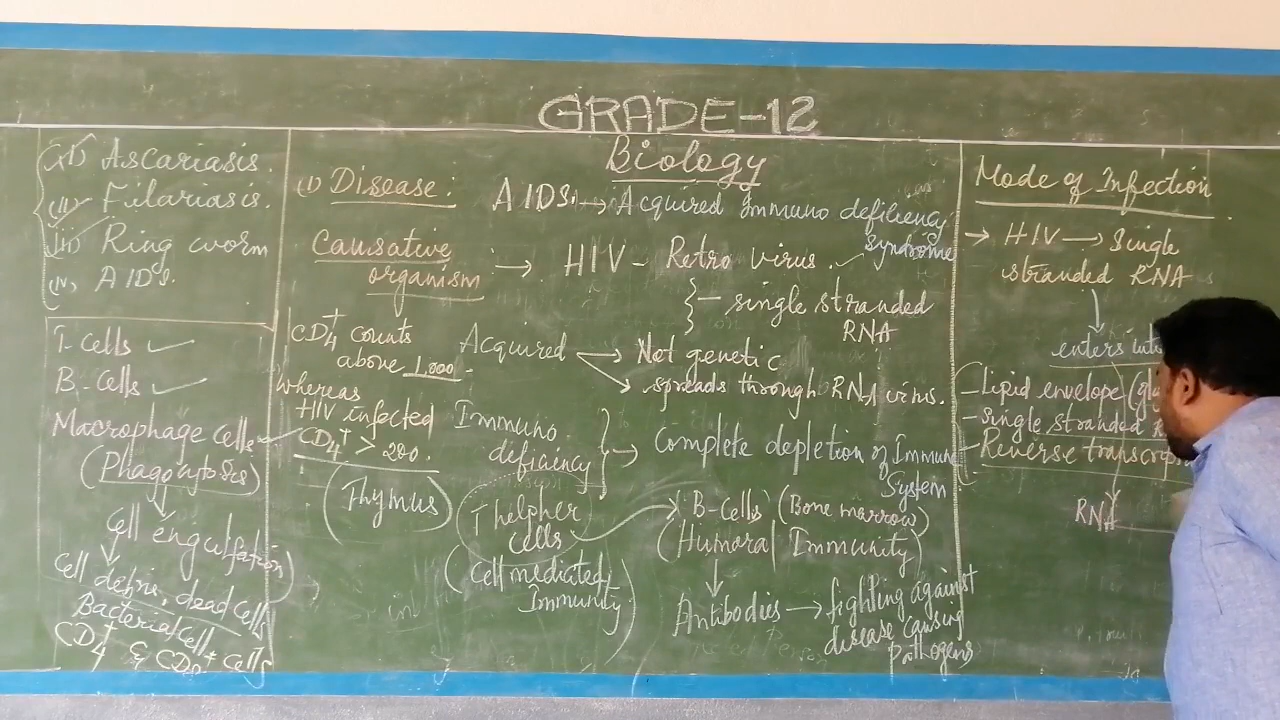 GRADE-12
Biology
(I) Ascariasis.
(II) Filariasis.
(III) Ring worm
(IV) AIDS.
T. Cells
B - Cells
Macrophage cells
(Phagocytosis)
Cell engulfation
Cell debris, dead cells
Bacterial cell
CD4+ & CD8+ cells
(1) Disease:
AIDS. → Acquired Immuno deficiency
Syndrome
Causative
organism → HIV - Retro virus.
- single stranded
RNA
CD4+ counts
above 1,000.
whereas
HIV infected
CD4+ > 200.
(Thymus)
Acquired → Not genetic
→ spreads through RNA virus.
Immuno
deficiency → Complete depletion of Immune
System
T helpher
cells
(Cell mediated
Immunity)
B-Cells (Bone marrow)
(Humoral Immunity)
Antibodies → fighting against
disease causing
pathogens
Mode of Infection
→ HIV → Single
stranded RNA
enters
- Lipid envelope
- single stranded
- Reverse
RNA